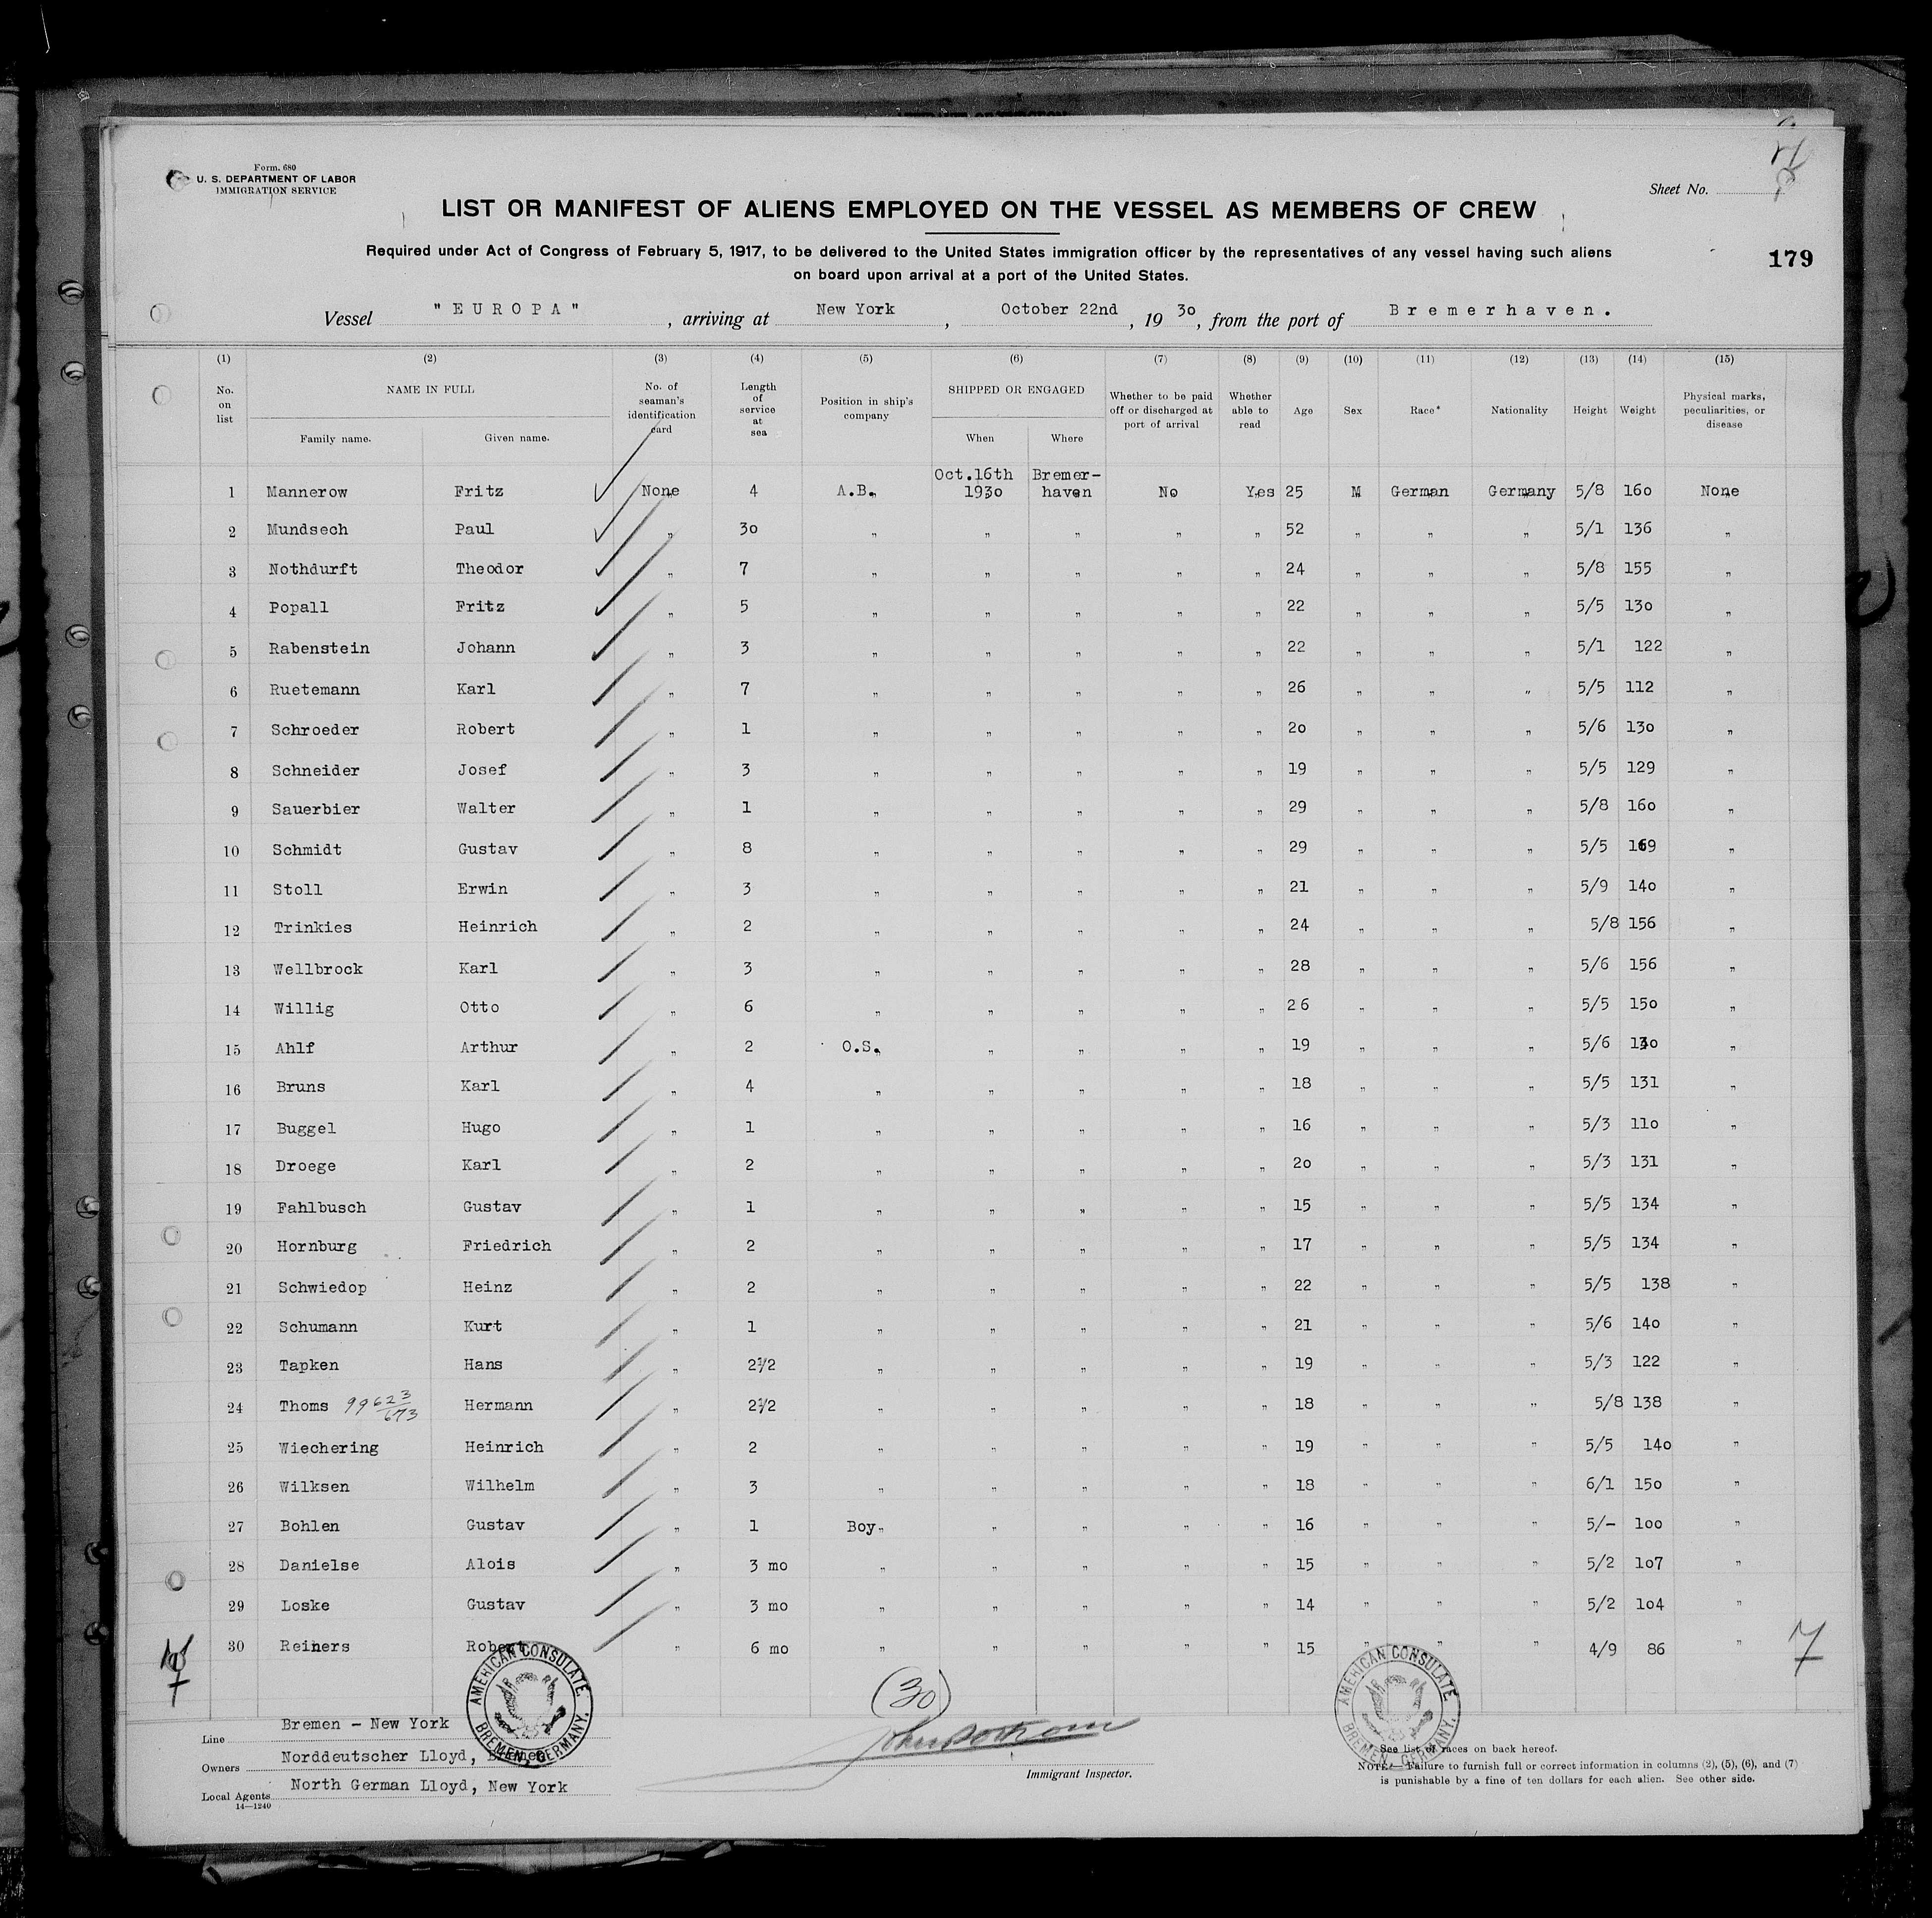 Form. 680
U. S. DEPARTMENT OF LABOR
IMMIGRATION SERVICE
Sheet No.
LIST OR MANIFEST OF ALIENS EMPLOYED ON THE VESSEL AS MEMBERS OF CREW
Required under Act of Congress of February 5, 1917, to be delivered to the United States immigration officer by the representatives of any vessel having such aliens
on board upon arrival at a port of the United States.
179
Vessel "EUROPA", arriving at New York, October 22nd, 19 30, from the port of Bremerhaven.
(1) (2) (3) (4) (5) (6) (7) (8) (9) (10) (11) (12) (13) (14) (15)
No. on list NAME IN FULL Family name. Given name. No. of seaman's identification card Length of service at sea Position in ship's company SHIPPED OR ENGAGED When Where Whether to be paid off or discharged at port of arrival Whether able to read Age Sex Race* Nationality Height Weight Physical marks, peculiarities, or disease
1 Mannerow Fritz None 4 A.B. Oct.16th 1930 Bremer-haven No Yes 25 M German Germany 5/8 160 None
2 Mundsech Paul " 30 " " " " " 52 " " " 5/1 136 "
3 Nothdurft Theodor " 7 " " " " " 24 " " " 5/8 155 "
4 Popall Fritz " 5 " " " " " 22 " " " 5/5 130 "
5 Rabenstein Johann " 3 " " " " " 22 " " " 5/1 122 "
6 Ruetemann Karl " 7 " " " " " 26 " " " 5/5 112 "
7 Schroeder Robert " 1 " " " " " 20 " " " 5/6 130 "
8 Schneider Josef " 3 " " " " " 19 " " " 5/5 129 "
9 Sauerbier Walter " 1 " " " " " 29 " " " 5/8 160 "
10 Schmidt Gustav " 8 " " " " " 29 " " " 5/5 169 "
11 Stoll Erwin " 3 " " " " " 21 " " " 5/9 140 "
12 Trinkies Heinrich " 2 " " " " " 24 " " " 5/8 156 "
13 Wellbrock Karl " 3 " " " " " 28 " " " 5/6 156 "
14 Willig Otto " 6 " " " " " 26 " " " 5/5 150 "
15 Ahlf Arthur " 2 O.S. " " " " 19 " " " 5/6 130 "
16 Bruns Karl " 4 " " " " " 18 " " " 5/5 131 "
17 Buggel Hugo " 1 " " " " " 16 " " " 5/3 110 "
18 Droege Karl " 2 " " " " " 20 " " " 5/3 131 "
19 Fahlbusch Gustav " 1 " " " " " 15 " " " 5/5 134 "
20 Hornburg Friedrich " 2 " " " " " 17 " " " 5/5 134 "
21 Schwiedop Heinz " 2 " " " " " 22 " " " 5/5 138 "
22 Schumann Kurt " 1 " " " " " 21 " " " 5/6 140 "
23 Tapken Hans " 2 1/2 " " " " " 19 " " " 5/3 122 "
24 Thoms 99623/673 Hermann " 2 1/2 " " " " " 18 " " " 5/8 138 "
25 Wiechering Heinrich " 2 " " " " " 19 " " " 5/5 140 "
26 Wilksen Wilhelm " 3 " " " " " 18 " " " 6/1 150 "
27 Bohlen Gustav " 1 Boy " " " " 16 " " " 5/- 100 "
28 Danielse Alois " 3 mo " " " " " 15 " " " 5/2 107 "
29 Loske Gustav " 3 mo " " " " " 14 " " " 5/2 104 "
30 Reiners Robert " 6 mo " " " " " 15 " " " 4/9 86 "
7
(30)
AMERICAN CONSULATE. BREMEN, GERMANY.
AMERICAN CONSULATE. BREMEN, GERMANY.
Line Bremen - New York
Owners Norddeutscher Lloyd, Bremen
Local Agents North German Lloyd, New York
14-1240
Immigrant Inspector.
See list of races on back hereof.
NOTE.—Failure to furnish full or correct information in columns (2), (5), (6), and (7)
is punishable by a fine of ten dollars for each alien. See other side.